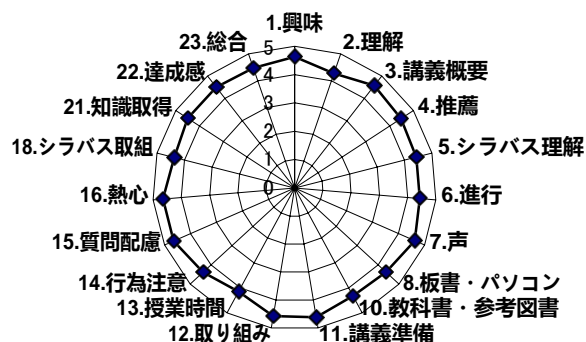 1.興味
2.理解
3.講義概要
4.推薦
5.シラバス理解
6.進行
7.声
8.板書・パソコン
10.教科書・参考図書
11.講義準備
12.取り組み
13.授業時間
14.行為注意
15.質問配慮
16.熱心
18.シラバス取組
21.知識取得
22.達成感
23.総合
5
4
3
2
1
0